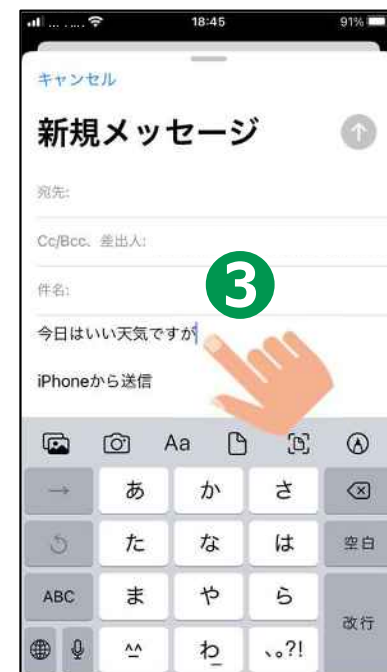 18:45 91%
キャンセル
新規メッセージ
宛先:
Cc/Bcc、差出人:
件名:
3
今日はいい天気ですが
iPhoneから送信
Aa
→ あ か さ
た な は 空白
ABC ま や ら
^^ わ 、。?! 改行